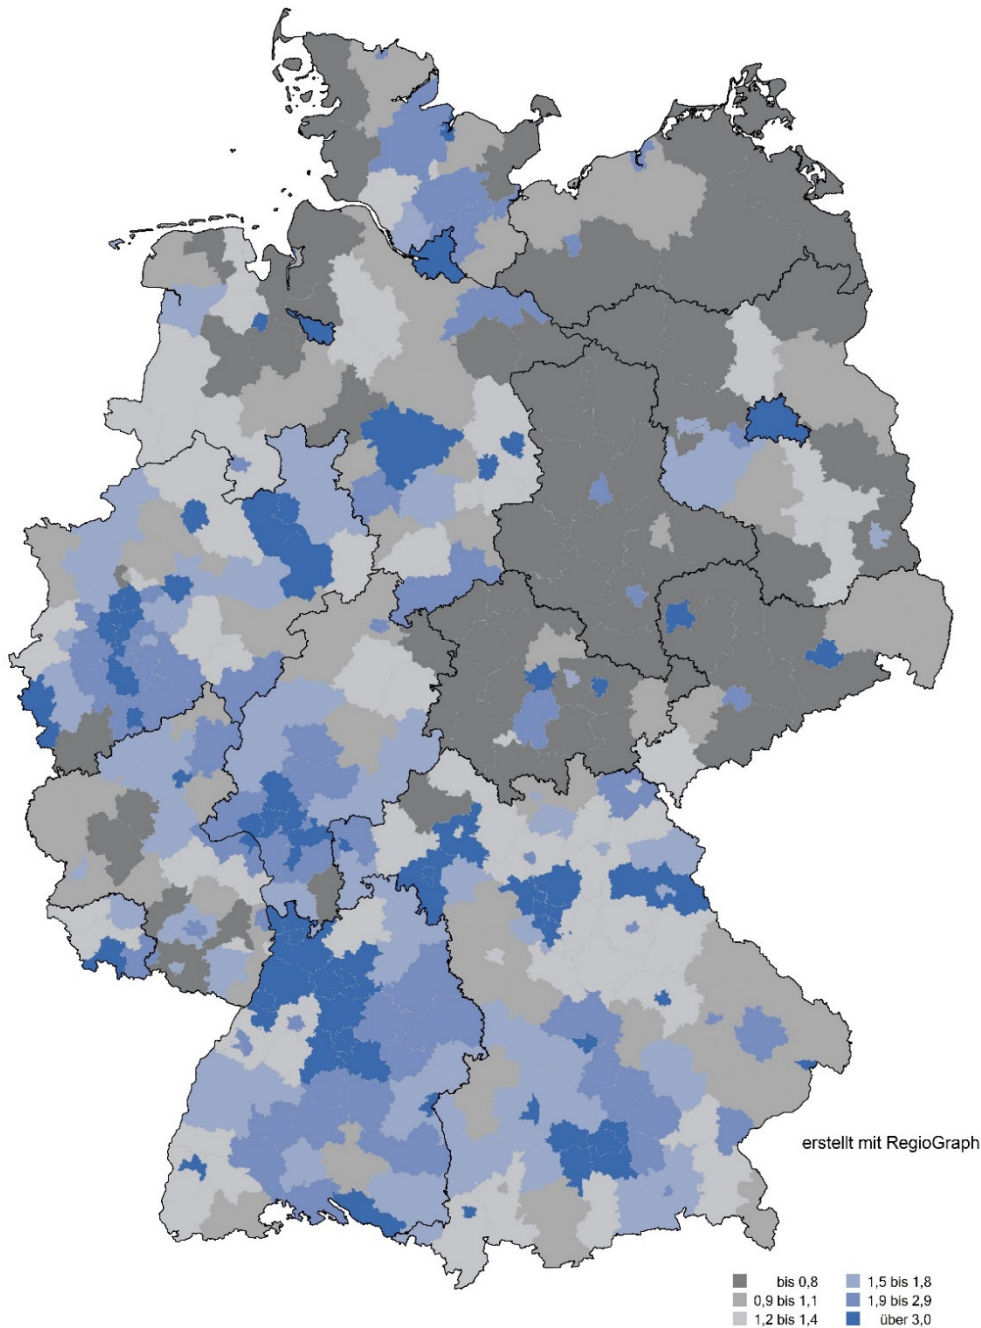 erstellt mit RegioGraph
bis 0,8
0,9 bis 1,1
1,2 bis 1,4
1,5 bis 1,8
1,9 bis 2,9
über 3,0